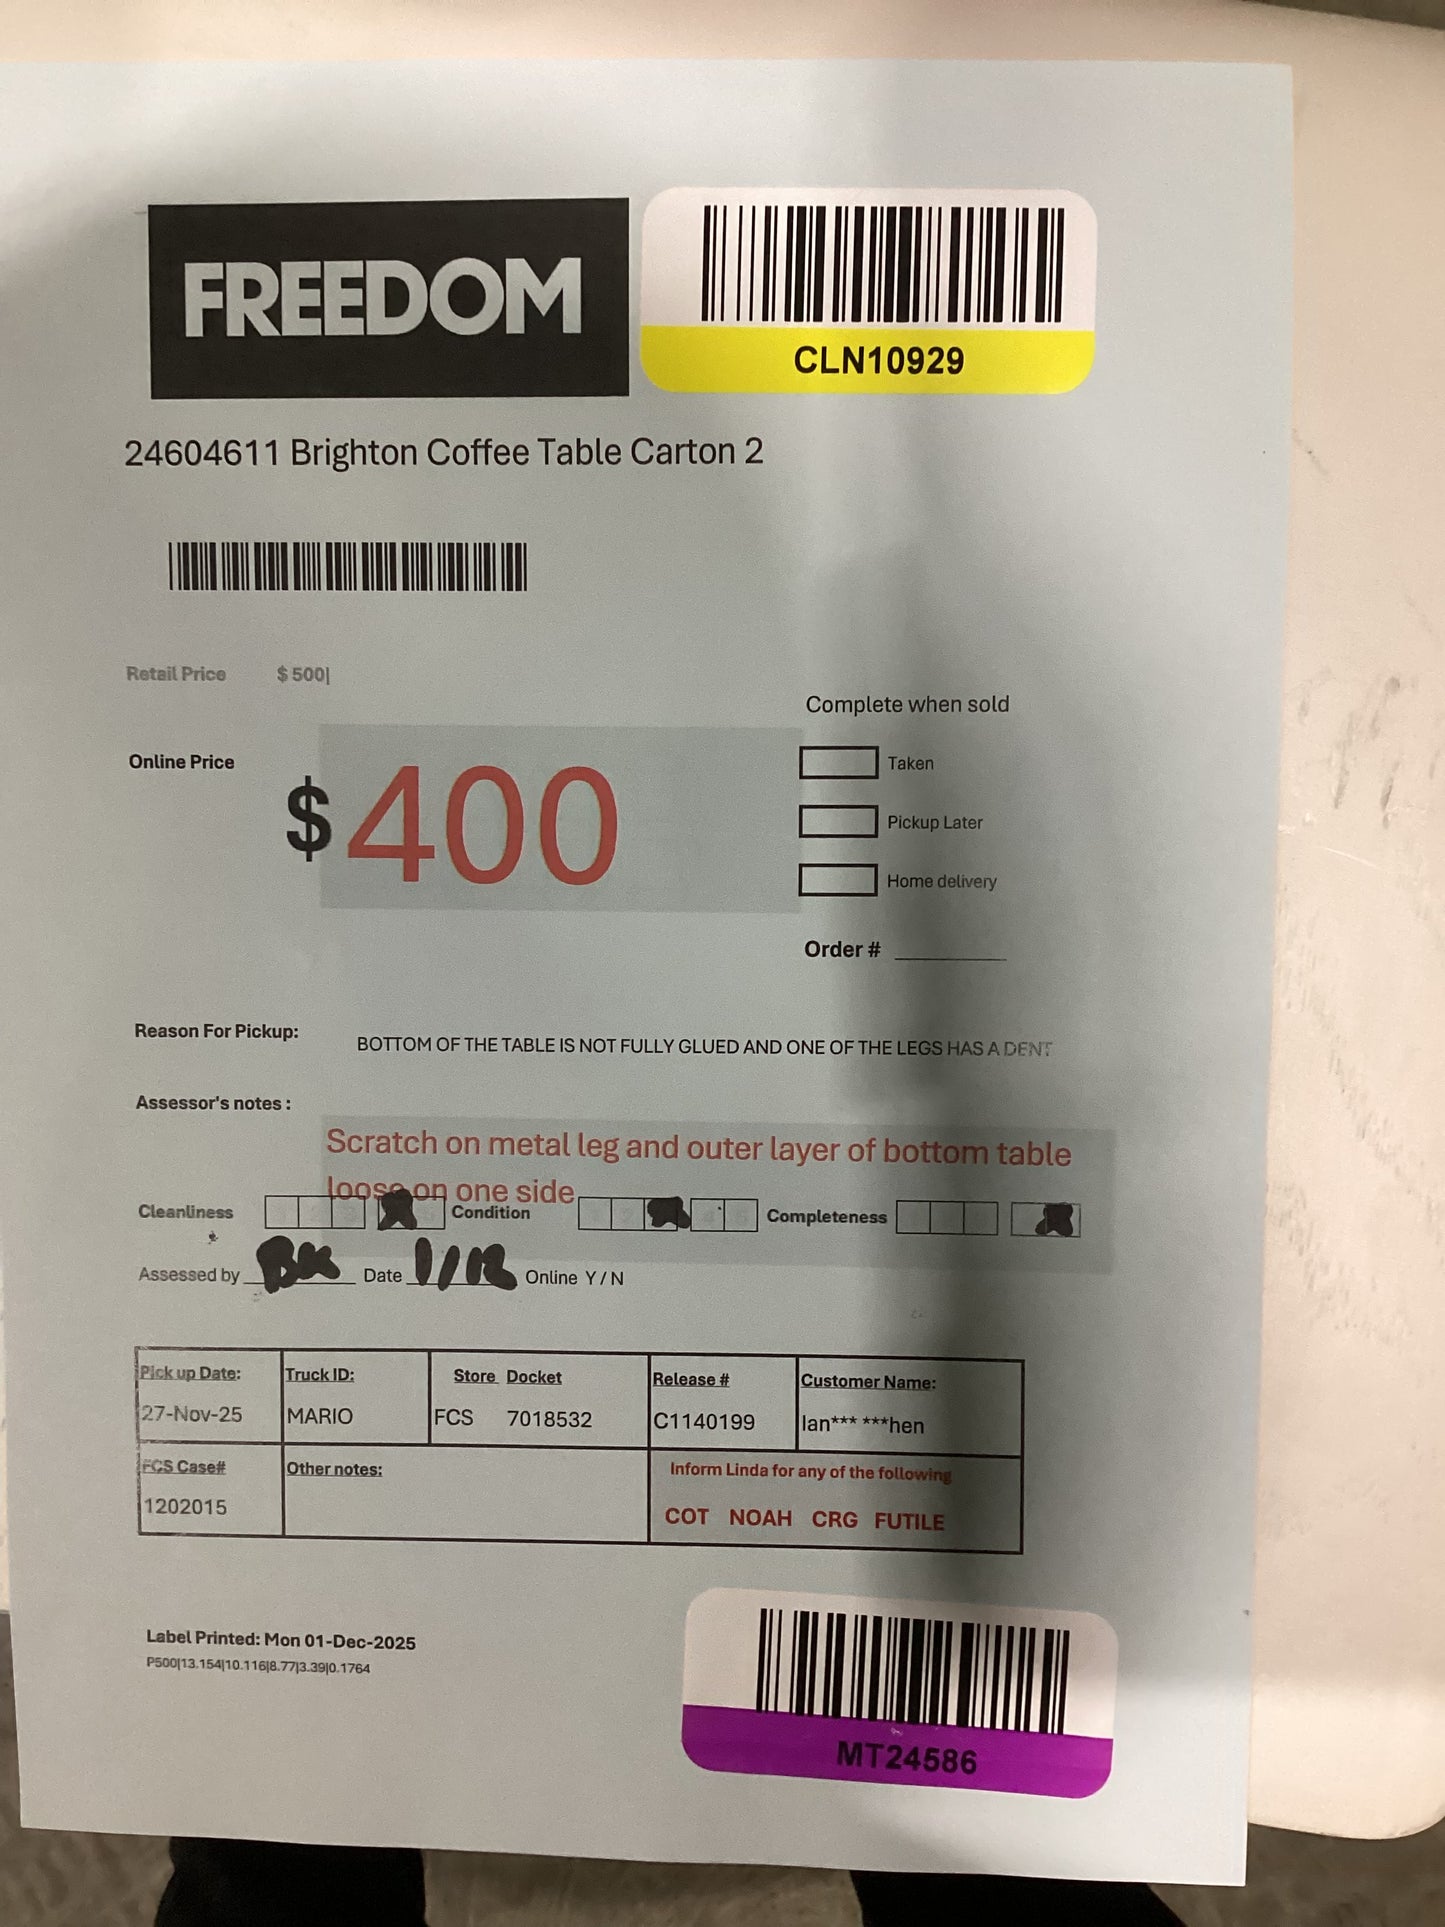 FREEDOM
CLN10929
24604611 Brighton Coffee Table Carton 2
Retail Price $ 500|
Online Price
$ 400
Complete when sold
Taken
Pickup Later
Home delivery
Order #
Reason For Pickup:
BOTTOM OF THE TABLE IS NOT FULLY GLUED AND ONE OF THE LEGS HAS A DENT
Assessor's notes :
Scratch on metal leg and outer layer of bottom table
loose on one side
Cleanliness Condition Completeness
Assessed by BK Date 1/12 Online Y / N
Pick up Date: Truck ID: Store Docket Release # Customer Name:
27-Nov-25 MARIO FCS 7018532 C1140199 Ian*** ***hen
FCS Case# Other notes: Inform Linda for any of the following
1202015 COT NOAH CRG FUTILE
Label Printed: Mon 01-Dec-2025
P500|13.154|10.116|8.77|3.39|0.1764
MT24586